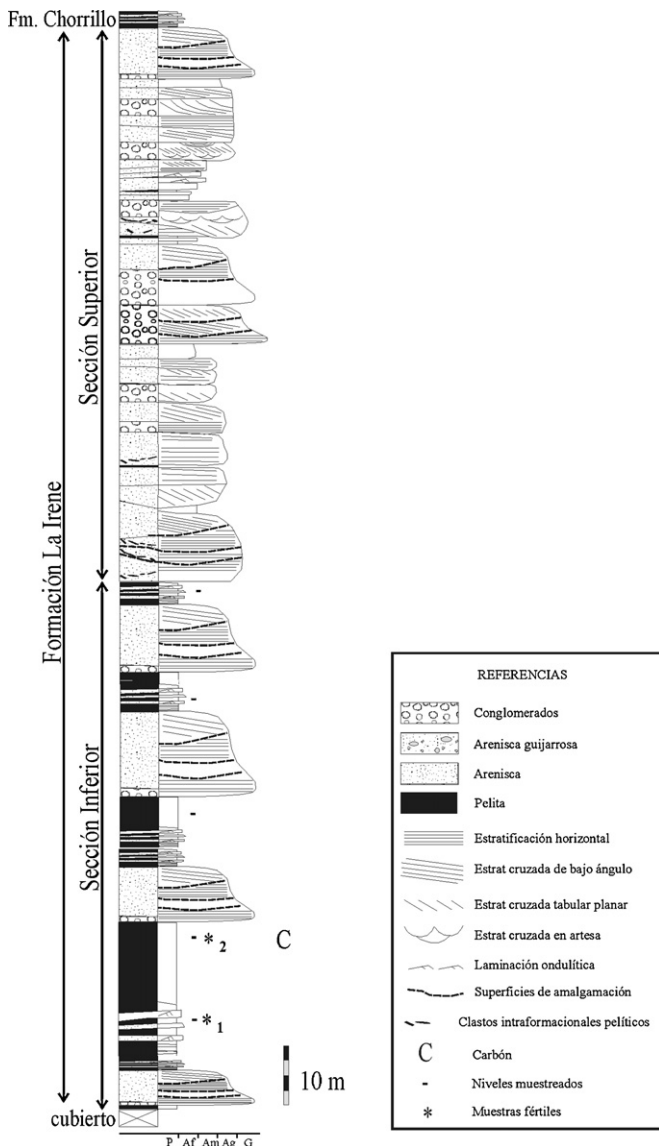 Fm. Chorrillo
Sección Superior
Formación La Irene
Sección Inferior
2
C
1
10 m
cubierto
P Af Am Ag G
REFERENCIAS
Conglomerados
Arenisca guijarrosa
Arenisca
Pelita
Estratificación horizontal
Estrat cruzada de bajo ángulo
Estrat cruzada tabular planar
Estrat cruzada en artesa
Laminación ondulítica
Superficies de amalgamación
Clastos intraformacionales pelíticos
C Carbón
- Niveles muestreados
* Muestras fértiles